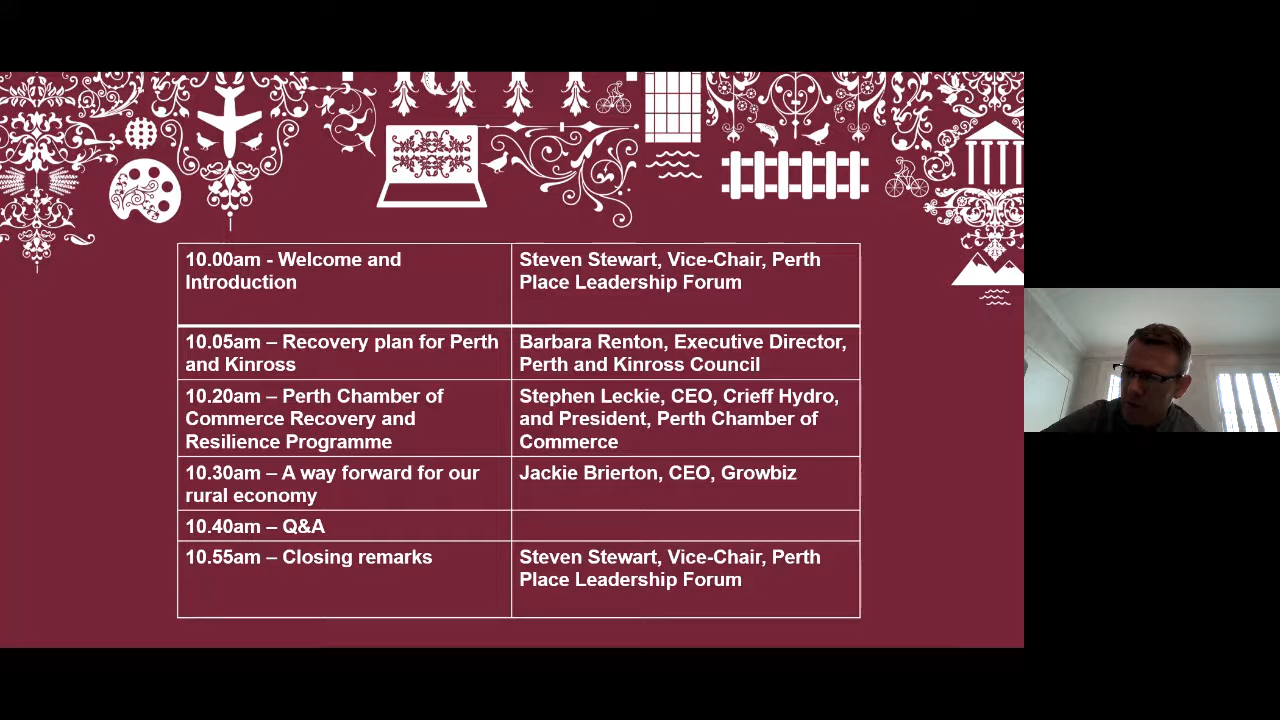 10.00am - Welcome and
Introduction
Steven Stewart, Vice-Chair, Perth
Place Leadership Forum
10.05am – Recovery plan for Perth
and Kinross
Barbara Renton, Executive Director,
Perth and Kinross Council
10.20am – Perth Chamber of
Commerce Recovery and
Resilience Programme
Stephen Leckie, CEO, Crieff Hydro,
and President, Perth Chamber of
Commerce
10.30am – A way forward for our
rural economy
Jackie Brierton, CEO, Growbiz
10.40am – Q&A
10.55am – Closing remarks
Steven Stewart, Vice-Chair, Perth
Place Leadership Forum